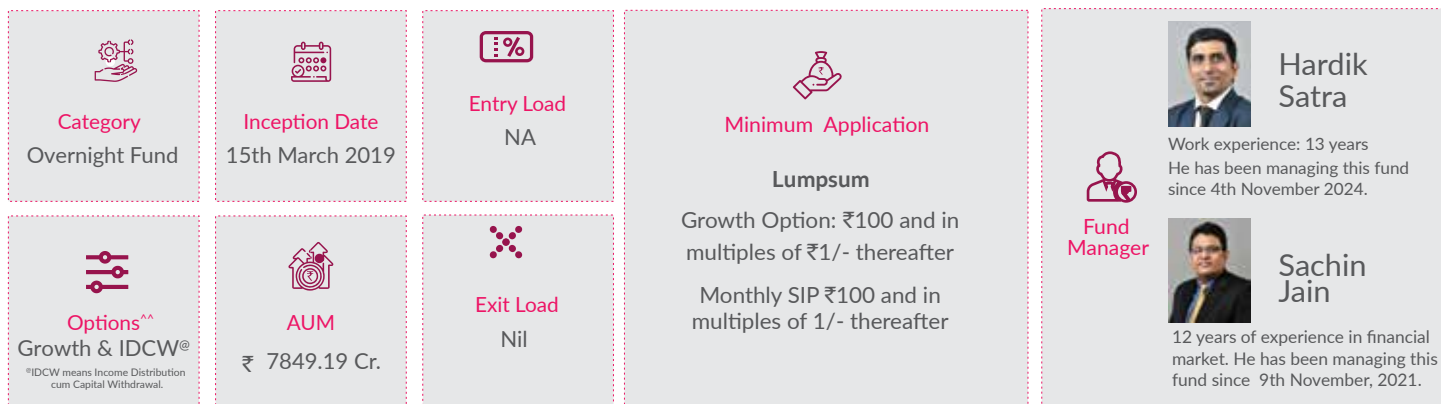 Category
Overnight Fund
Inception Date
15th March 2019
%
Entry Load
NA
₹
Minimum Application
Lumpsum
Growth Option: ₹100 and in
multiples of ₹1/- thereafter
Monthly SIP ₹100 and in
multiples of 1/- thereafter
₹
Fund
Manager
Hardik
Satra
Work experience: 13 years
He has been managing this fund
since 4th November 2024.
Sachin
Jain
12 years of experience in financial
market. He has been managing this
fund since 9th November, 2021.
Options^^
Growth & IDCW@
@IDCW means Income Distribution
cum Capital Withdrawal.
₹
AUM
₹ 7849.19 Cr.
Exit Load
Nil